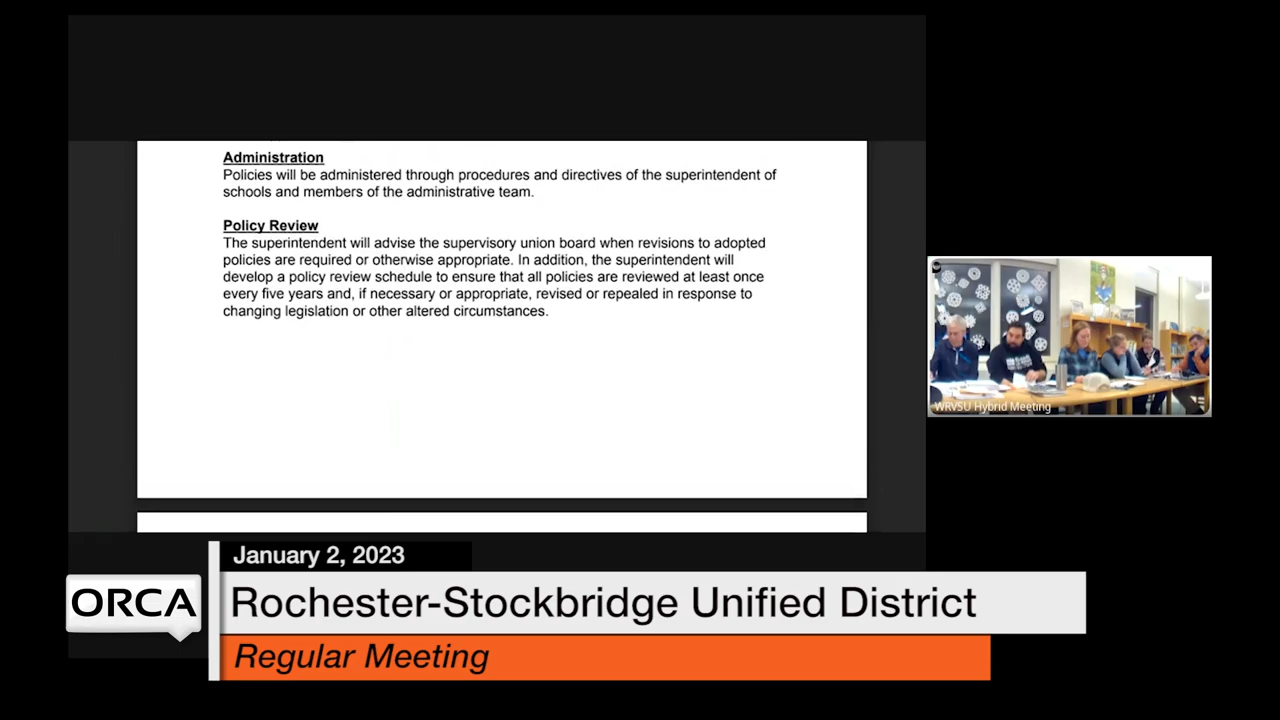 Administration
Policies will be administered through procedures and directives of the superintendent of
schools and members of the administrative team.
Policy Review
The superintendent will advise the supervisory union board when revisions to adopted
policies are required or otherwise appropriate. In addition, the superintendent will
develop a policy review schedule to ensure that all policies are reviewed at least once
every five years and, if necessary or appropriate, revised or repealed in response to
changing legislation or other altered circumstances.
WRVSU Hybrid Meeting
January 2, 2023
ORCA
Rochester-Stockbridge Unified District
Regular Meeting